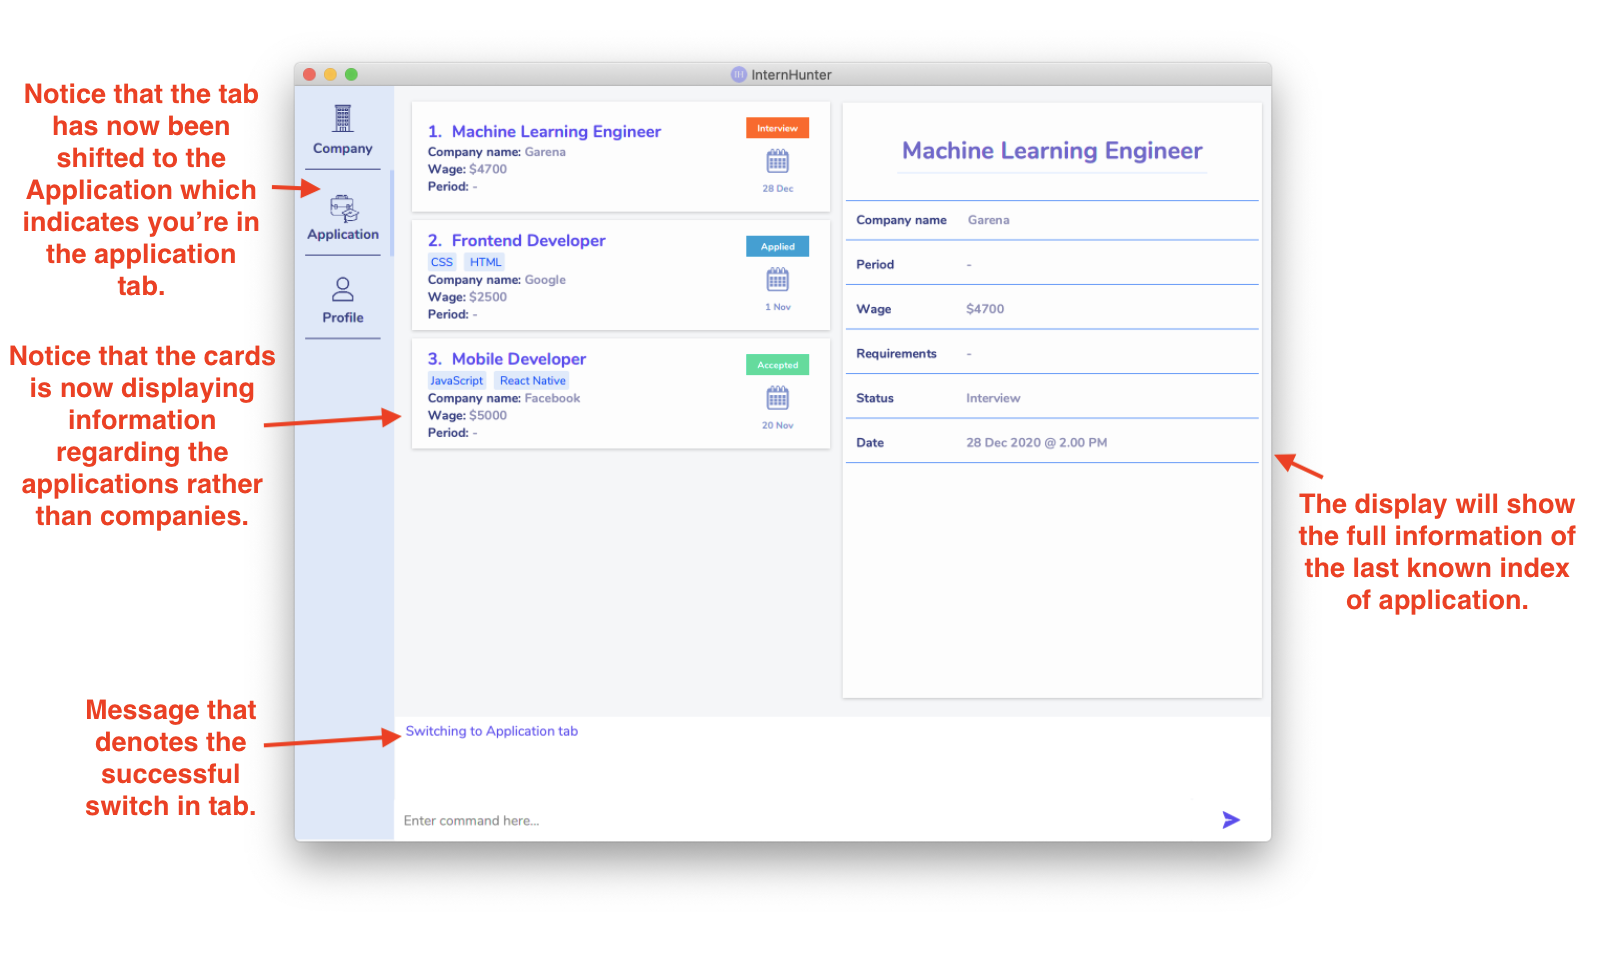 InternHunter
Notice that the tab
has now been
shifted to the
Application which
indicates you’re in
the application
tab.
Notice that the cards
is now displaying
information
regarding the
applications rather
than companies.
Message that
denotes the
successful
switch in tab.
Company
Application
Profile
1. Machine Learning Engineer
Interview
Company name: Garena
Wage: $4700
Period: -
28 Dec
2. Frontend Developer
Applied
CSS HTML
Company name: Google
Wage: $2500
Period: -
1 Nov
3. Mobile Developer
Accepted
JavaScript React Native
Company name: Facebook
Wage: $5000
Period: -
20 Nov
Machine Learning Engineer
Company name Garena
Period -
Wage $4700
Requirements -
Status Interview
Date 28 Dec 2020 @ 2.00 PM
Switching to Application tab
Enter command here...
The display will show
the full information of
the last known index
of application.